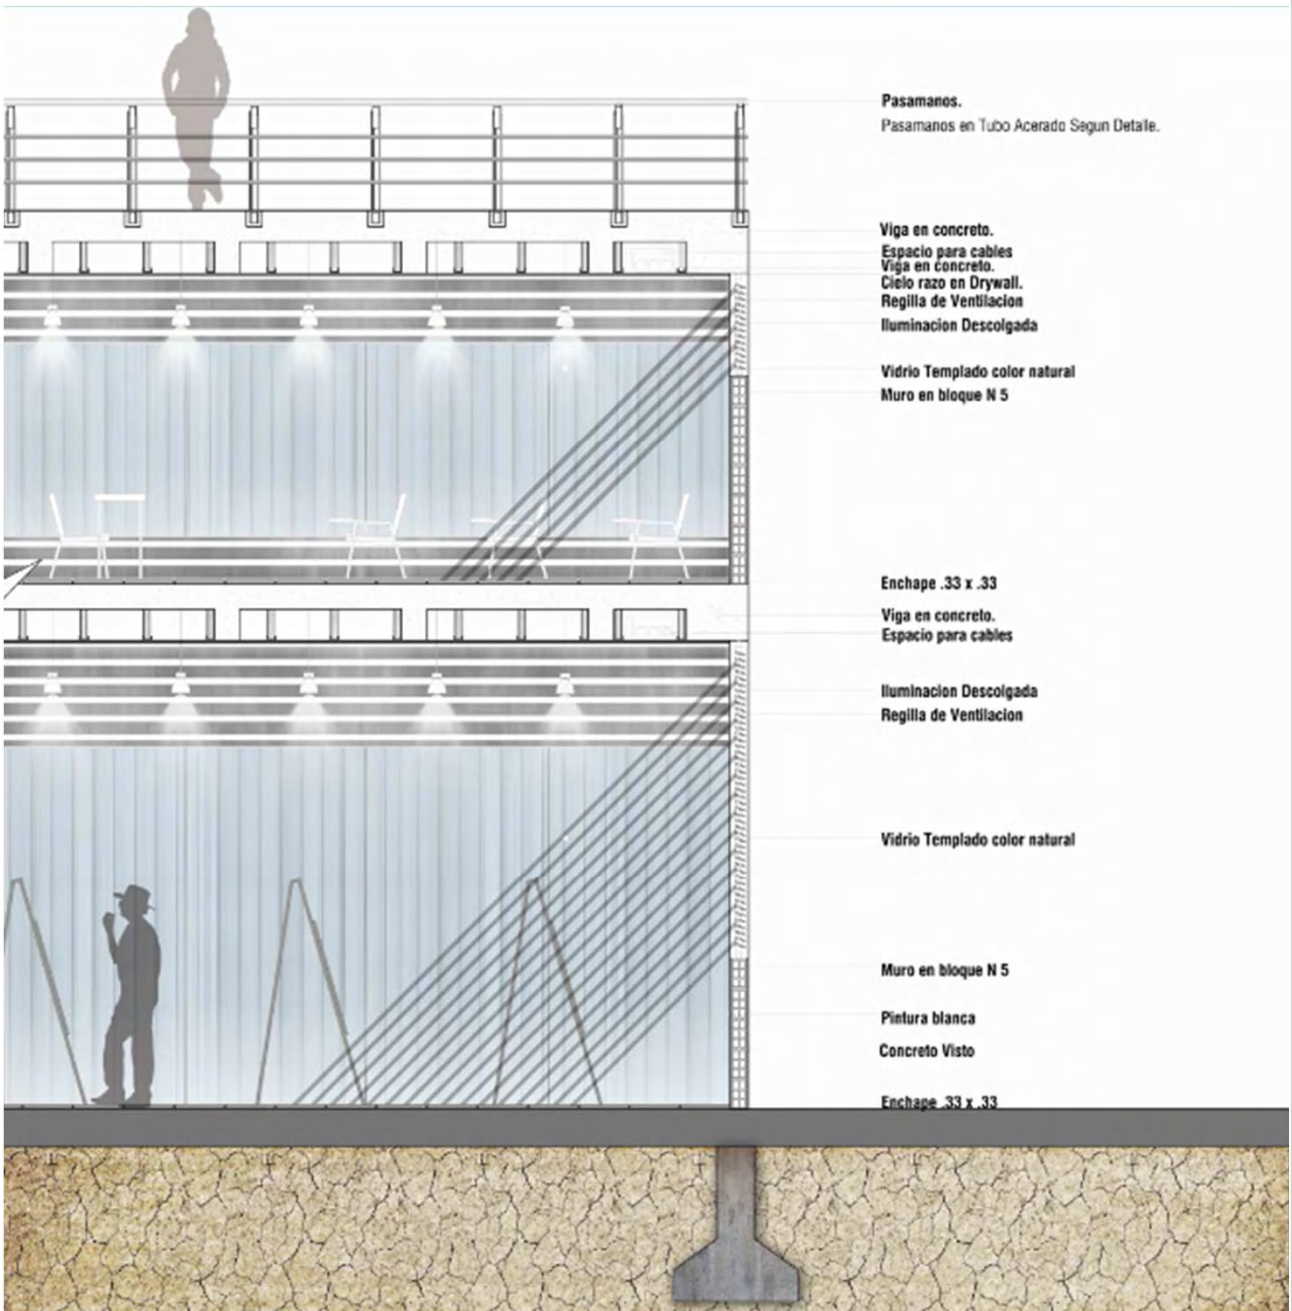 Pasamanos.
Pasamanos en Tubo Acerado Segun Detalle.
Viga en concreto.
Espacio para cables
Viga en concreto.
Cielo razo en Drywall.
Regilla de Ventilacion
Iluminacion Descolgada
Vidrio Templado color natural
Muro en bloque N 5
Enchape .33 x .33
Viga en concreto.
Espacio para cables
Iluminacion Descolgada
Regilla de Ventilacion
Vidrio Templado color natural
Muro en bloque N 5
Pintura blanca
Concreto Visto
Enchape .33 x .33